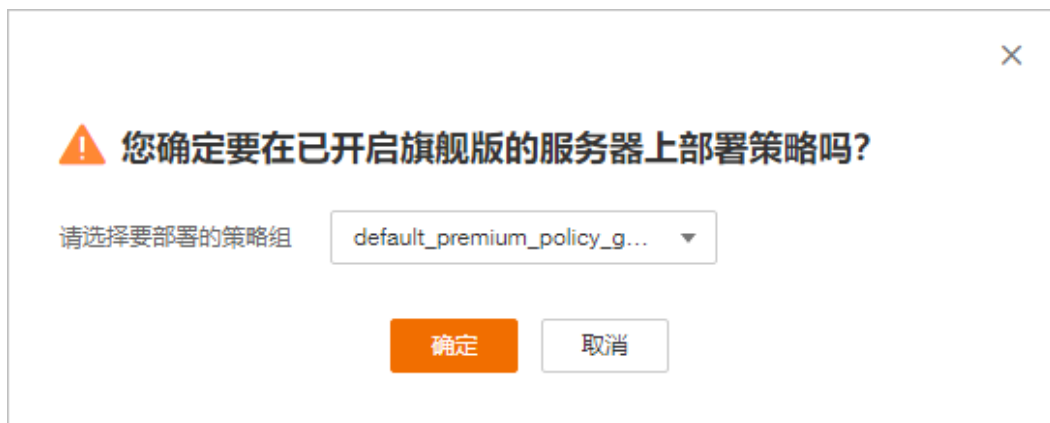 您确定要在已开启旗舰版的服务器上部署策略吗?
请选择要部署的策略组 default_premium_policy_g...
确定 取消